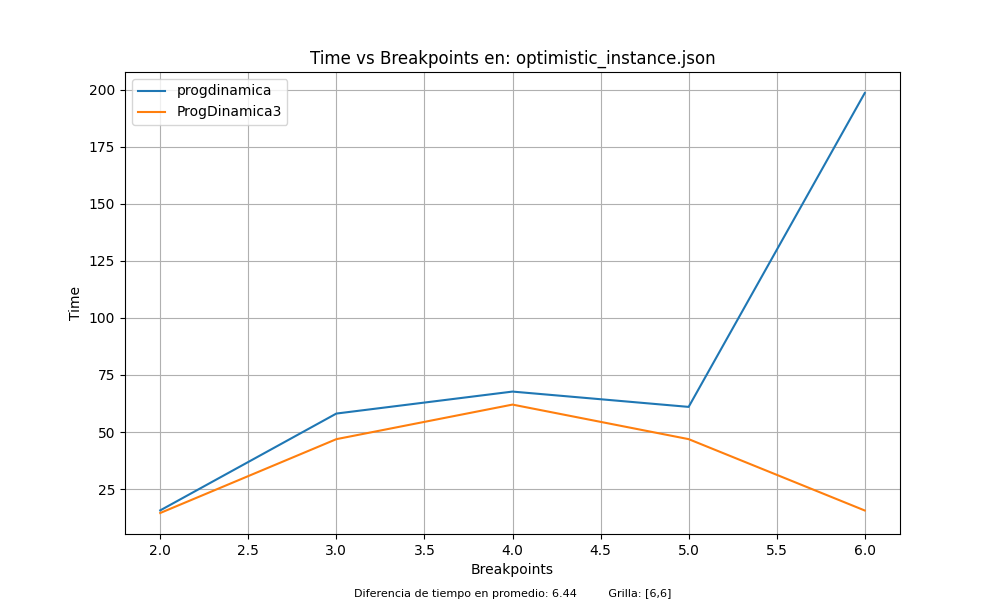 Time vs Breakpoints en: optimistic_instance.json
progdinamica
ProgDinamica3
200
175
150
125
100
75
50
25
Time
2.0 2.5 3.0 3.5 4.0 4.5 5.0 5.5 6.0
Breakpoints
Diferencia de tiempo en promedio: 6.44 Grilla: [6,6]